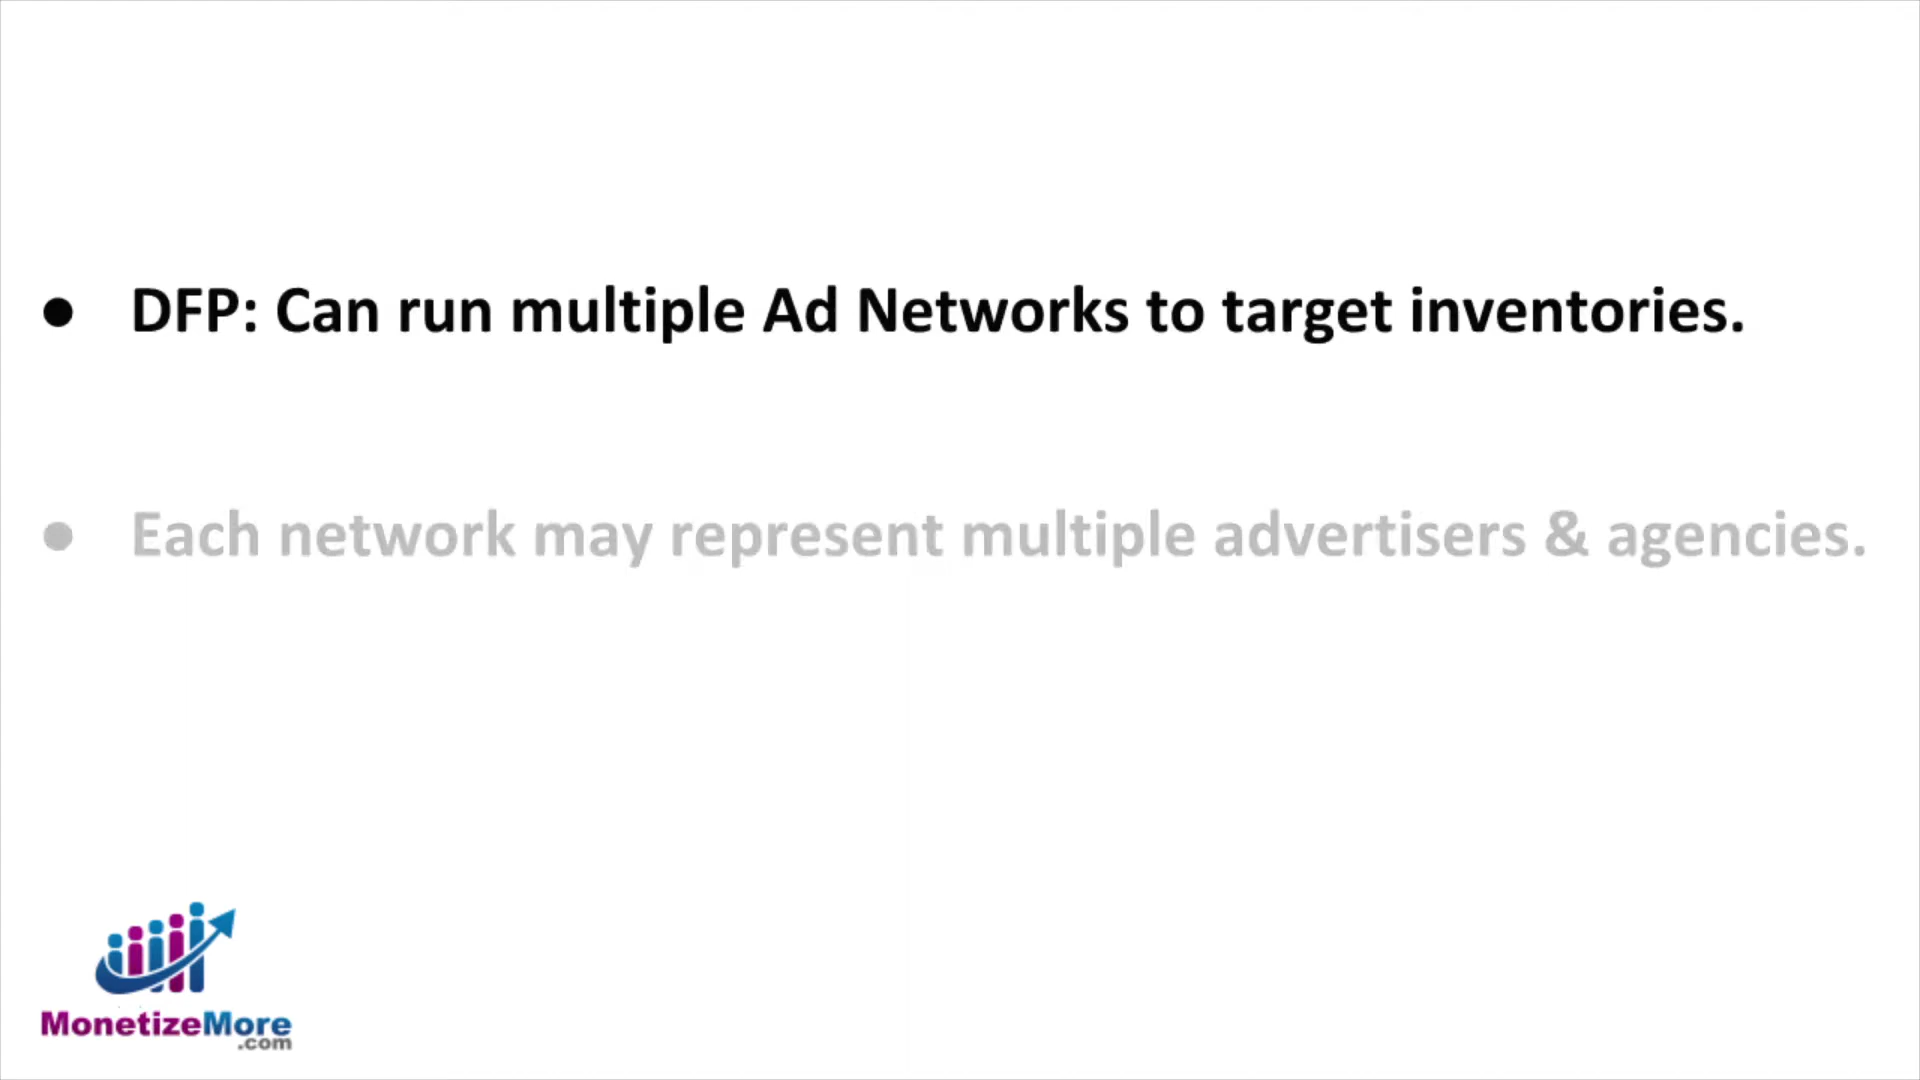 ● DFP: Can run multiple Ad Networks to target inventories.
● Each network may represent multiple advertisers & agencies.
MonetizeMore
.com